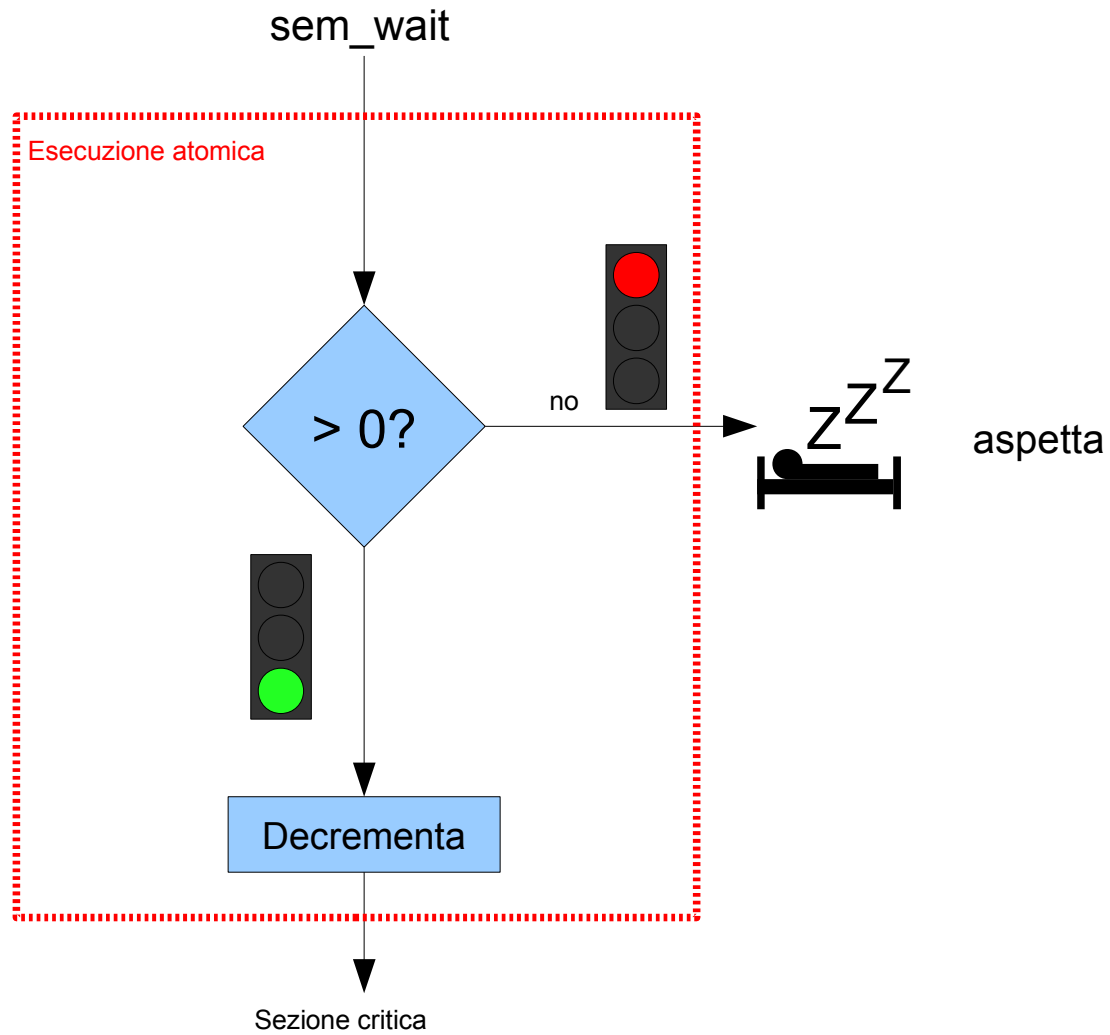 sem_wait
Esecuzione atomica
> 0?
no
Z Z Z
aspetta
Decrementa
Sezione critica